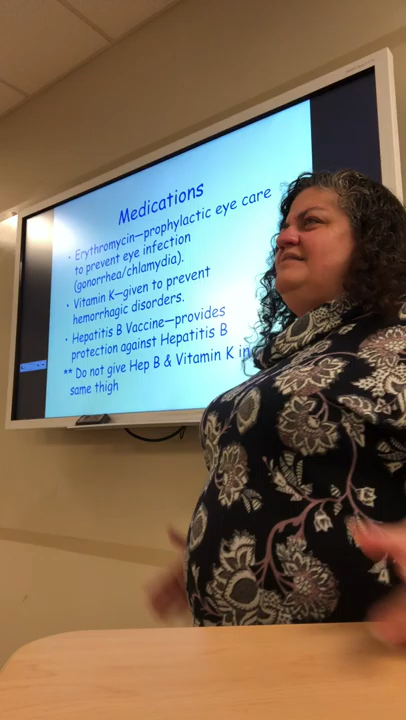 Medications
• Erythromycin—prophylactic eye care
to prevent eye infection
(gonorrhea/chlamydia).
• Vitamin K—given to prevent
hemorrhagic disorders.
• Hepatitis B Vaccine—provides
protection against Hepatitis B
** Do not give Hep B & Vitamin K in
same thigh